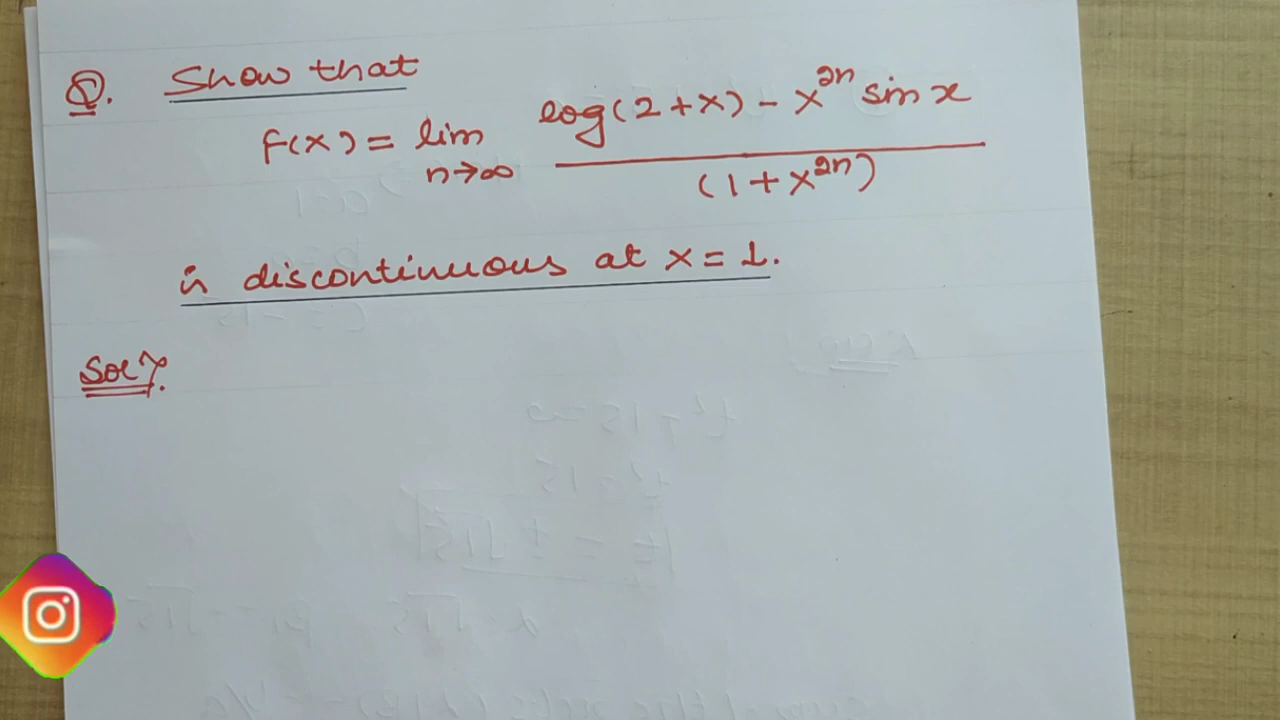 Q. Show that
f(x) = lim n→∞ log(2+x) - x^2n sin x / (1 + x^2n)
is discontinuous at x = 1.
Sol^n.